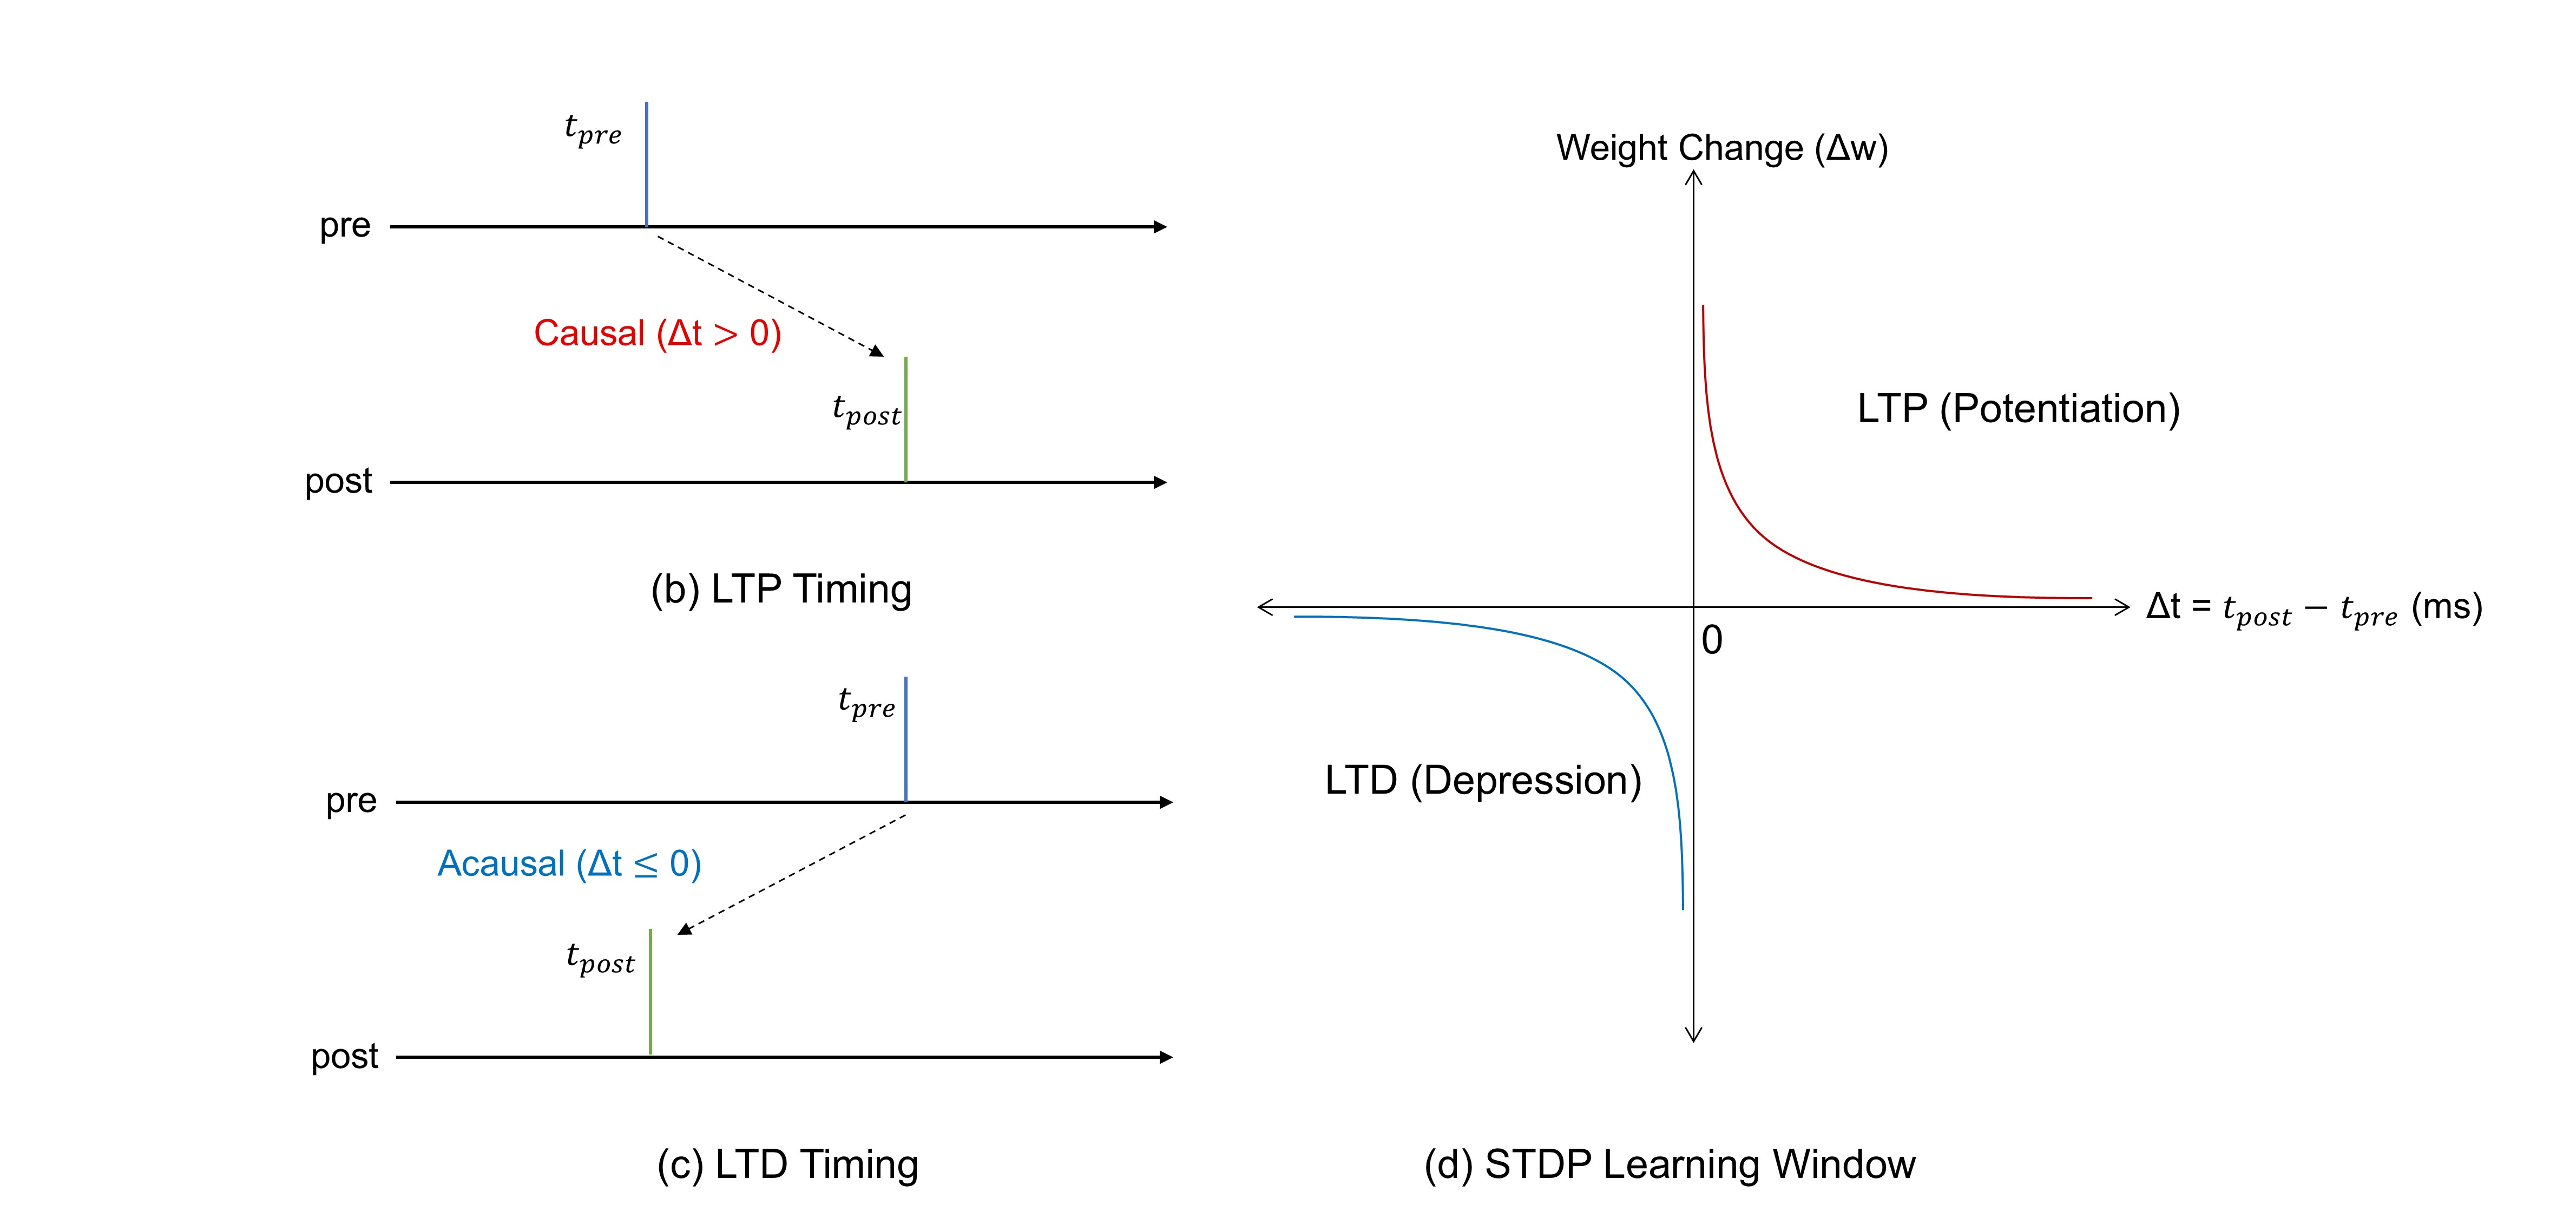 t_pre
pre
Causal (Δt > 0)
t_post
post
(b) LTP Timing
t_pre
pre
Acausal (Δt ≤ 0)
t_post
post
(c) LTD Timing
Weight Change (Δw)
LTP (Potentiation)
Δt = t_post − t_pre (ms)
0
LTD (Depression)
(d) STDP Learning Window